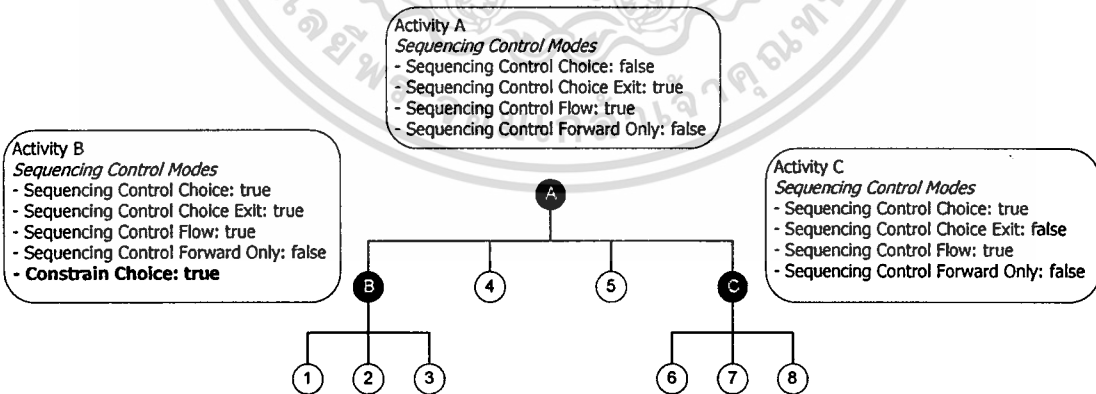 Activity A
Sequencing Control Modes
- Sequencing Control Choice: false
- Sequencing Control Choice Exit: true
- Sequencing Control Flow: true
- Sequencing Control Forward Only: false
Activity B
Sequencing Control Modes
- Sequencing Control Choice: true
- Sequencing Control Choice Exit: true
- Sequencing Control Flow: true
- Sequencing Control Forward Only: false
- Constrain Choice: true
Activity C
Sequencing Control Modes
- Sequencing Control Choice: true
- Sequencing Control Choice Exit: false
- Sequencing Control Flow: true
- Sequencing Control Forward Only: false
A
B
4
5
C
1
2
3
6
7
8